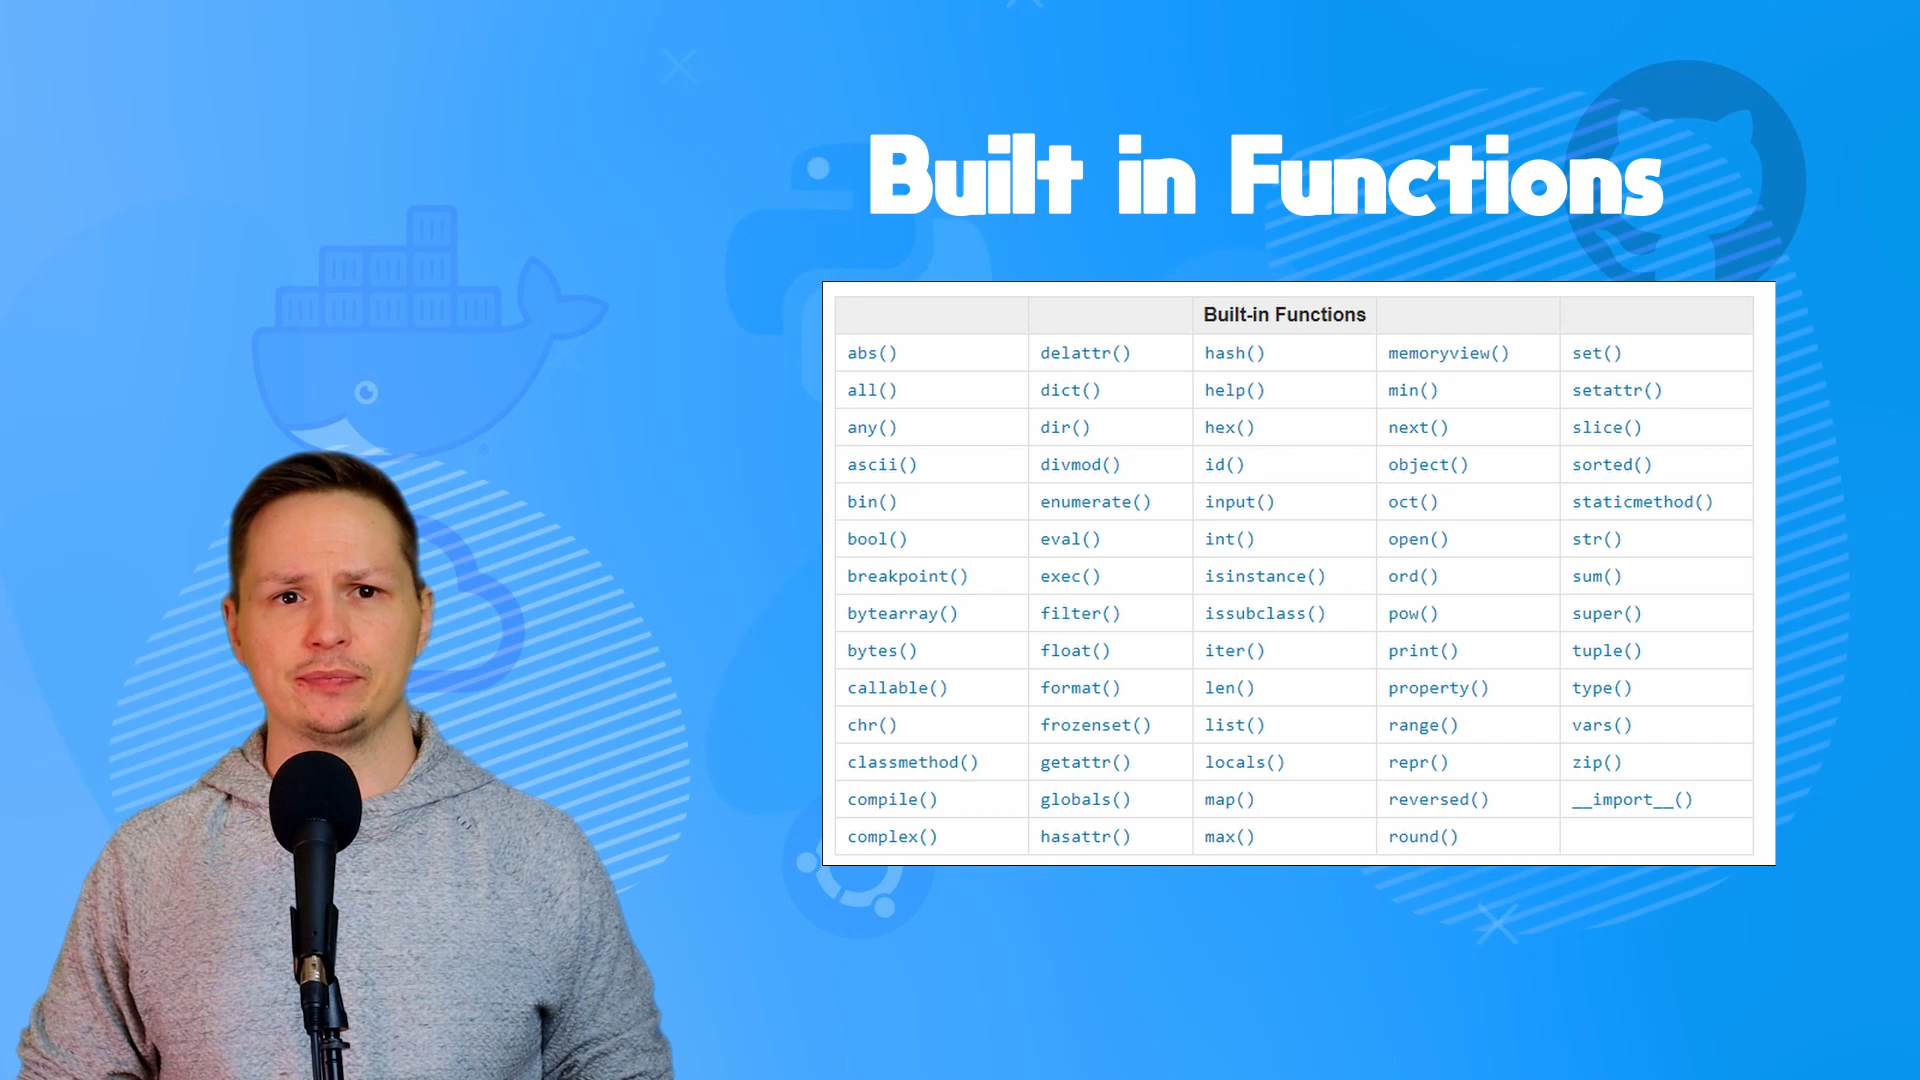 Built in Functions
Built-in Functions
abs() delattr() hash() memoryview() set()
all() dict() help() min() setattr()
any() dir() hex() next() slice()
ascii() divmod() id() object() sorted()
bin() enumerate() input() oct() staticmethod()
bool() eval() int() open() str()
breakpoint() exec() isinstance() ord() sum()
bytearray() filter() issubclass() pow() super()
bytes() float() iter() print() tuple()
callable() format() len() property() type()
chr() frozenset() list() range() vars()
classmethod() getattr() locals() repr() zip()
compile() globals() map() reversed() __import__()
complex() hasattr() max() round()